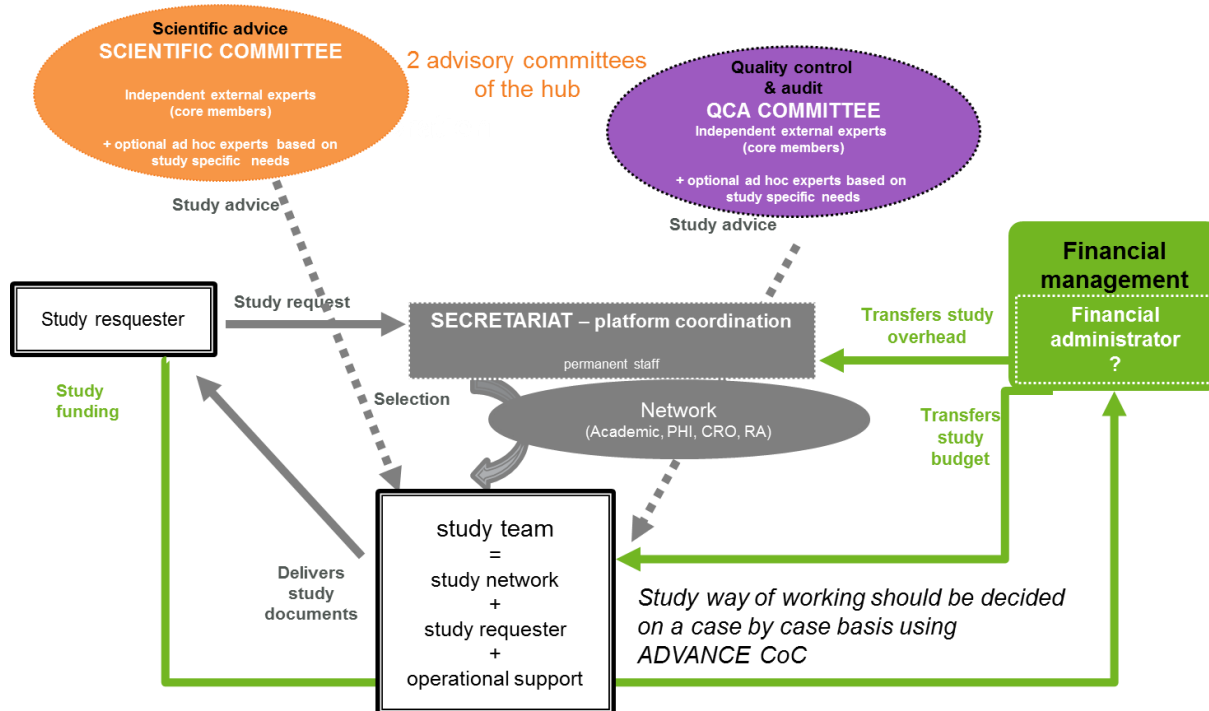 Scientific advice
SCIENTIFIC COMMITTEE
Independent external experts
(core members)
+ optional ad hoc experts based on
study specific needs
2 advisory committees
of the hub
Quality control
& audit
QCA COMMITTEE
Independent external experts
(core members)
+ optional ad hoc experts based on
study specific needs
Study advice
Study advice
Financial
management
Financial
administrator
?
Study resquester
Study request
SECRETARIAT – platform coordination
permanent staff
Transfers study
overhead
Study
funding
Selection
Network
(Academic, PHI, CRO, RA)
Transfers
study
budget
Delivers
study
documents
study team
=
study network
+
study requester
+
operational support
Study way of working should be decided
on a case by case basis using
ADVANCE CoC